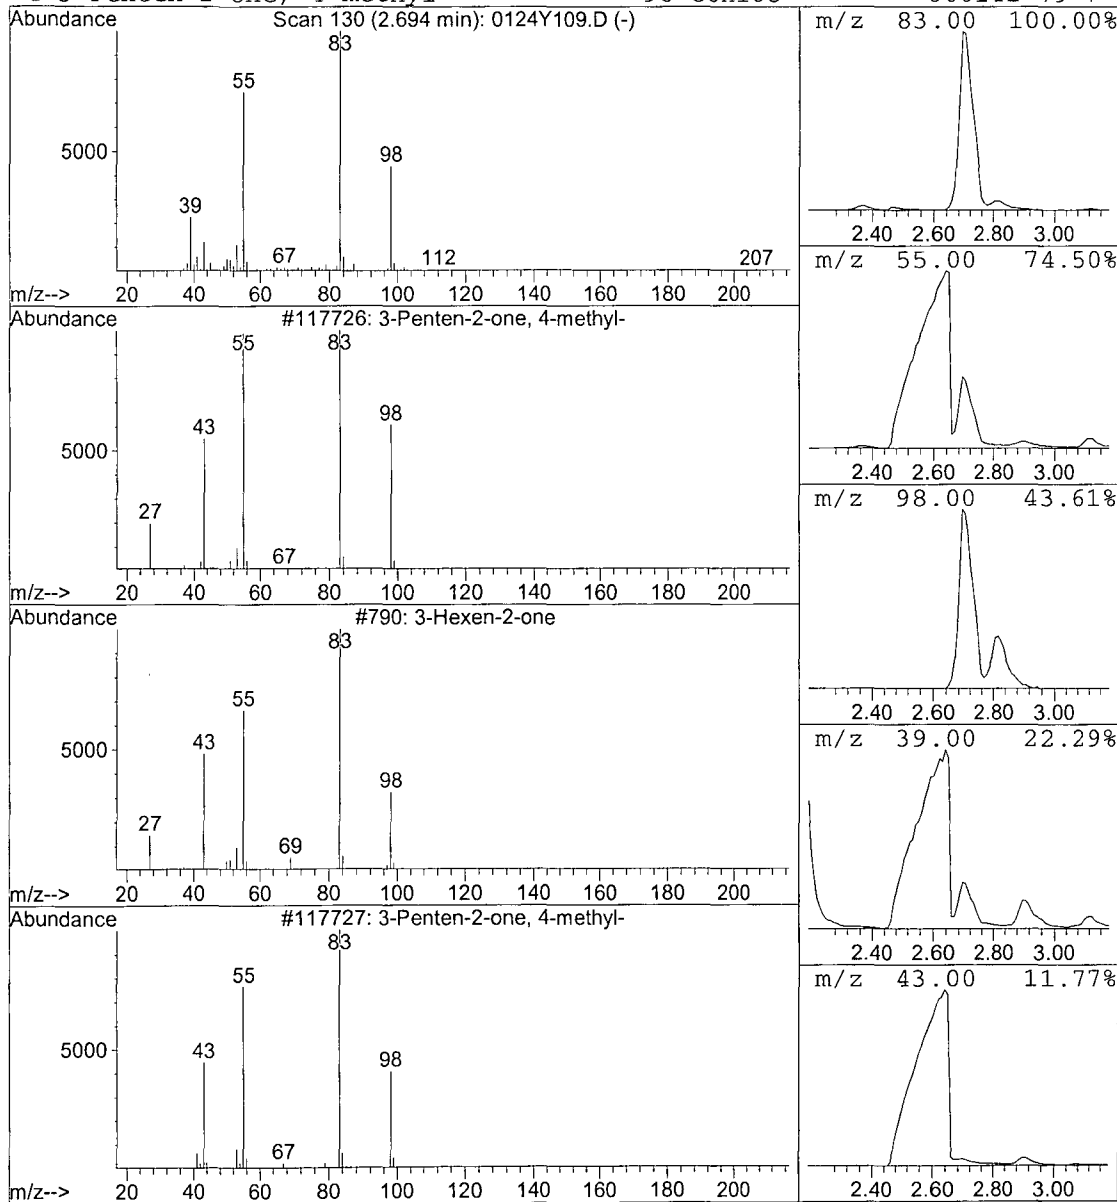 Abundance
Scan 130 (2.694 min): 0124Y109.D (-)
83
55
5000
98
39
67
112
207
m/z-->
20 40 60 80 100 120 140 160 180 200
Abundance
#117726: 3-Penten-2-one, 4-methyl-
55
83
98
43
5000
27
67
m/z-->
20 40 60 80 100 120 140 160 180 200
Abundance
#790: 3-Hexen-2-one
83
55
5000
43
98
27
69
m/z-->
20 40 60 80 100 120 140 160 180 200
Abundance
#117727: 3-Penten-2-one, 4-methyl-
83
55
5000
43
98
67
m/z-->
20 40 60 80 100 120 140 160 180 200
m/z 83.00 100.00%
2.40 2.60 2.80 3.00
m/z 55.00 74.50%
2.40 2.60 2.80 3.00
m/z 98.00 43.61%
2.40 2.60 2.80 3.00
m/z 39.00 22.29%
2.40 2.60 2.80 3.00
m/z 43.00 11.77%
2.40 2.60 2.80 3.00